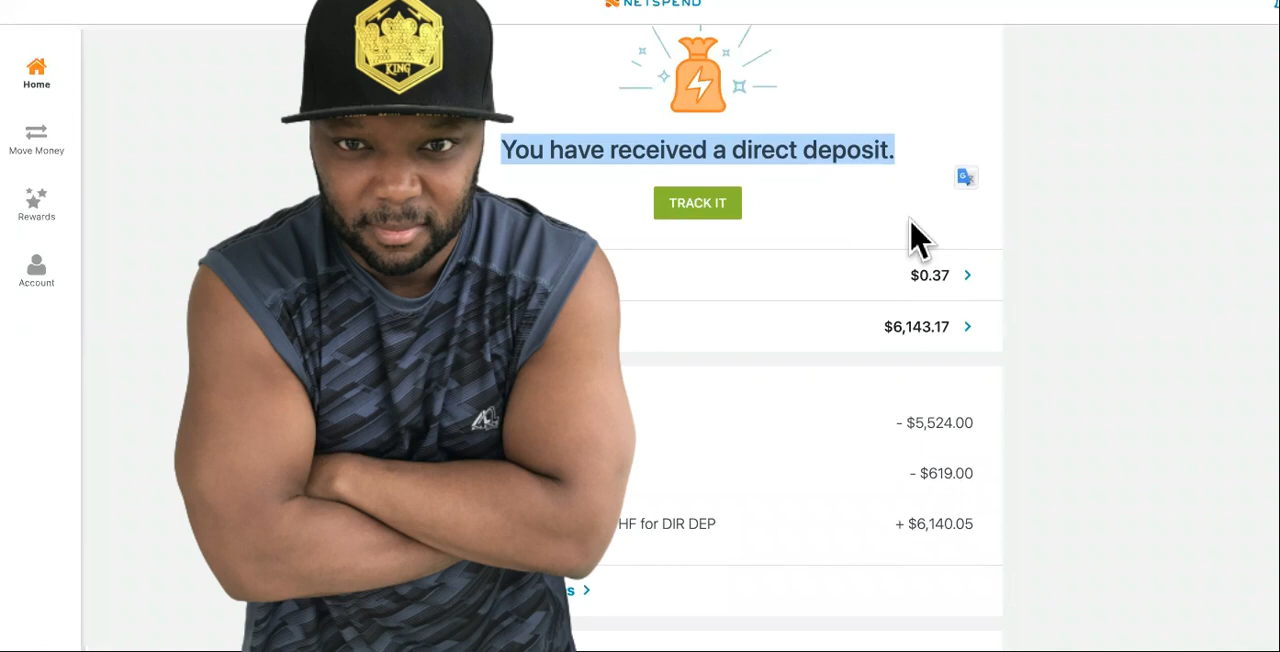 NETSPEND
KING
Home
You have received a direct deposit.
Move Money
TRACK IT
Rewards
Account
$0.37
$6,143.17
- $5,524.00
- $619.00
HF for DIR DEP
+ $6,140.05
s